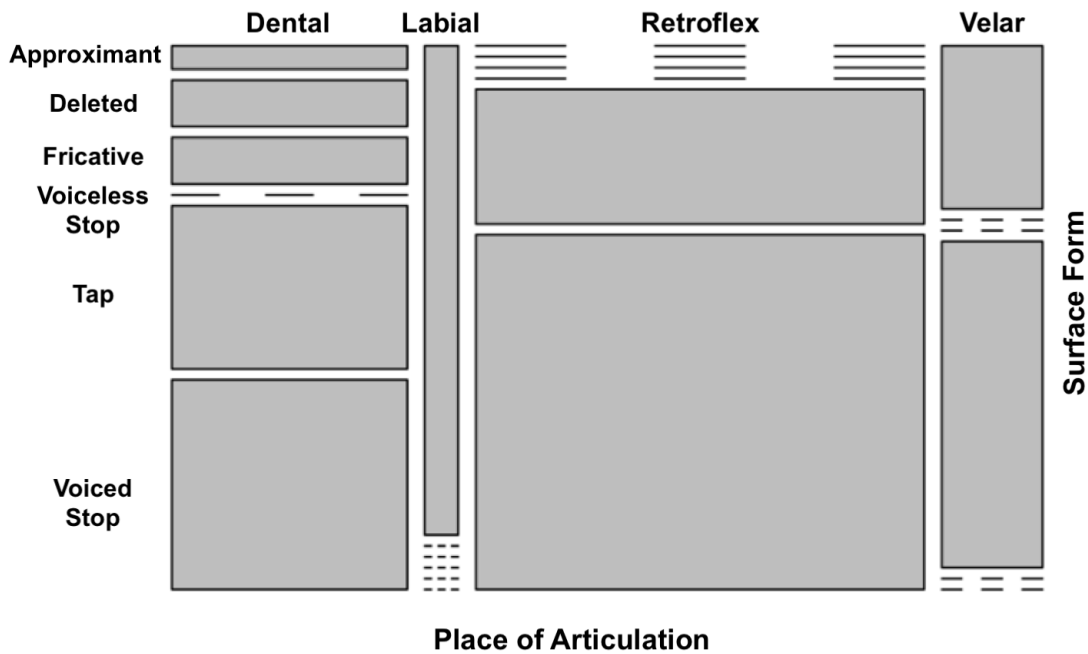 Dental Labial Retroflex Velar
Approximant
Deleted
Fricative
Voiceless
Stop
Tap
Voiced
Stop
Surface Form
Place of Articulation